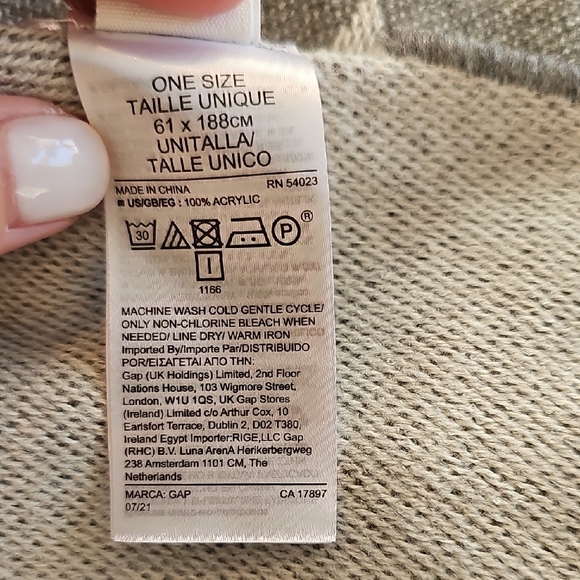 ONE SIZE
TAILLE UNIQUE
61 x 188CM
UNITALLA/
TALLE UNICO
MADE IN CHINA RN 54023
US/GB/EG : 100% ACRYLIC
30 P®
1166
MACHINE WASH COLD GENTLE CYCLE/
ONLY NON-CHLORINE BLEACH WHEN
NEEDED/ LINE DRY/ WARM IRON
Imported By/Importe Par/DISTRIBUIDO
POR/ΕΙΣΑΓΕΤΑΙ ΑΠΟ ΤΗΝ:
Gap (UK Holdings) Limited, 2nd Floor
Nations House, 103 Wigmore Street,
London, W1U 1QS, UK Gap Stores
(Ireland) Limited c/o Arthur Cox, 10
Earlsfort Terrace, Dublin 2, D02 T380,
Ireland Egypt Importer:RIGE,LLC Gap
(RHC) B.V. Luna ArenA Herikerbergweg
238 Amsterdam 1101 CM, The
Netherlands
MARCA: GAP CA 17897
07/21